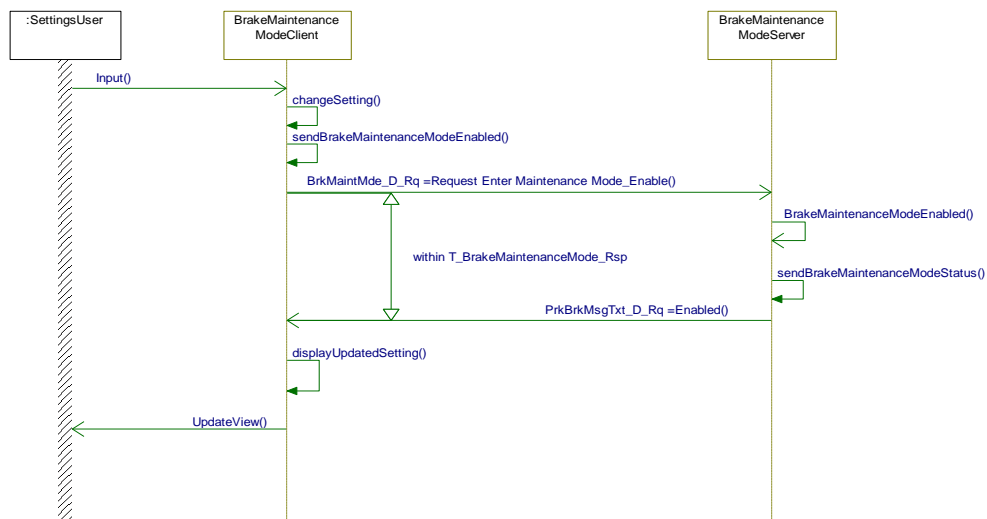 :SettingsUser
BrakeMaintenance
ModeClient
BrakeMaintenance
ModeServer
Input()
changeSetting()
sendBrakeMaintenanceModeEnabled()
BrkMaintMde_D_Rq =Request Enter Maintenance Mode_Enable()
BrakeMaintenanceModeEnabled()
within T_BrakeMaintenanceMode_Rsp
sendBrakeMaintenanceModeStatus()
PrkBrkMsgTxt_D_Rq =Enabled()
displayUpdatedSetting()
UpdateView()